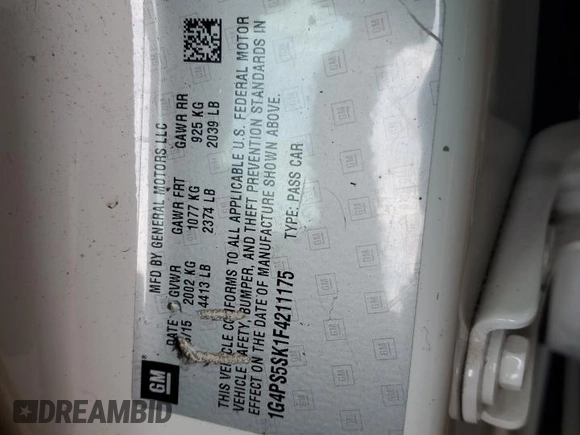 GM
MFD BY GENERAL MOTORS LLC
DATE GVWR GAWR FRT GAWR RR
/15 2002 KG 1077 KG 925 KG
4413 LB 2374 LB 2039 LB
THIS VEHICLE CONFORMS TO ALL APPLICABLE U.S. FEDERAL MOTOR
VEHICLE SAFETY, BUMPER, AND THEFT PREVENTION STANDARDS IN
EFFECT ON THE DATE OF MANUFACTURE SHOWN ABOVE.
1G4PS5SK1F4211175 TYPE: PASS CAR
DREAMBID